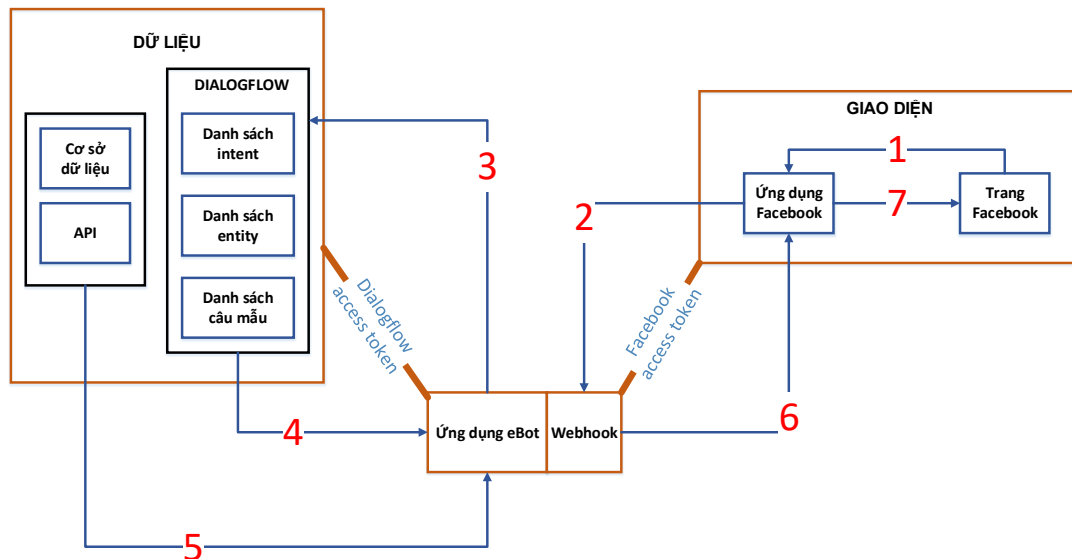 DỮ LIỆU
DIALOGFLOW
Danh sách
intent
Danh sách
entity
Danh sách
câu mẫu
Cơ sở
dữ liệu
API
3
GIAO DIỆN
1
Ứng dụng
Facebook
7
Trang
Facebook
2
Dialogflow
access token
Facebook
access token
4
Ứng dụng eBot
Webhook
6
5